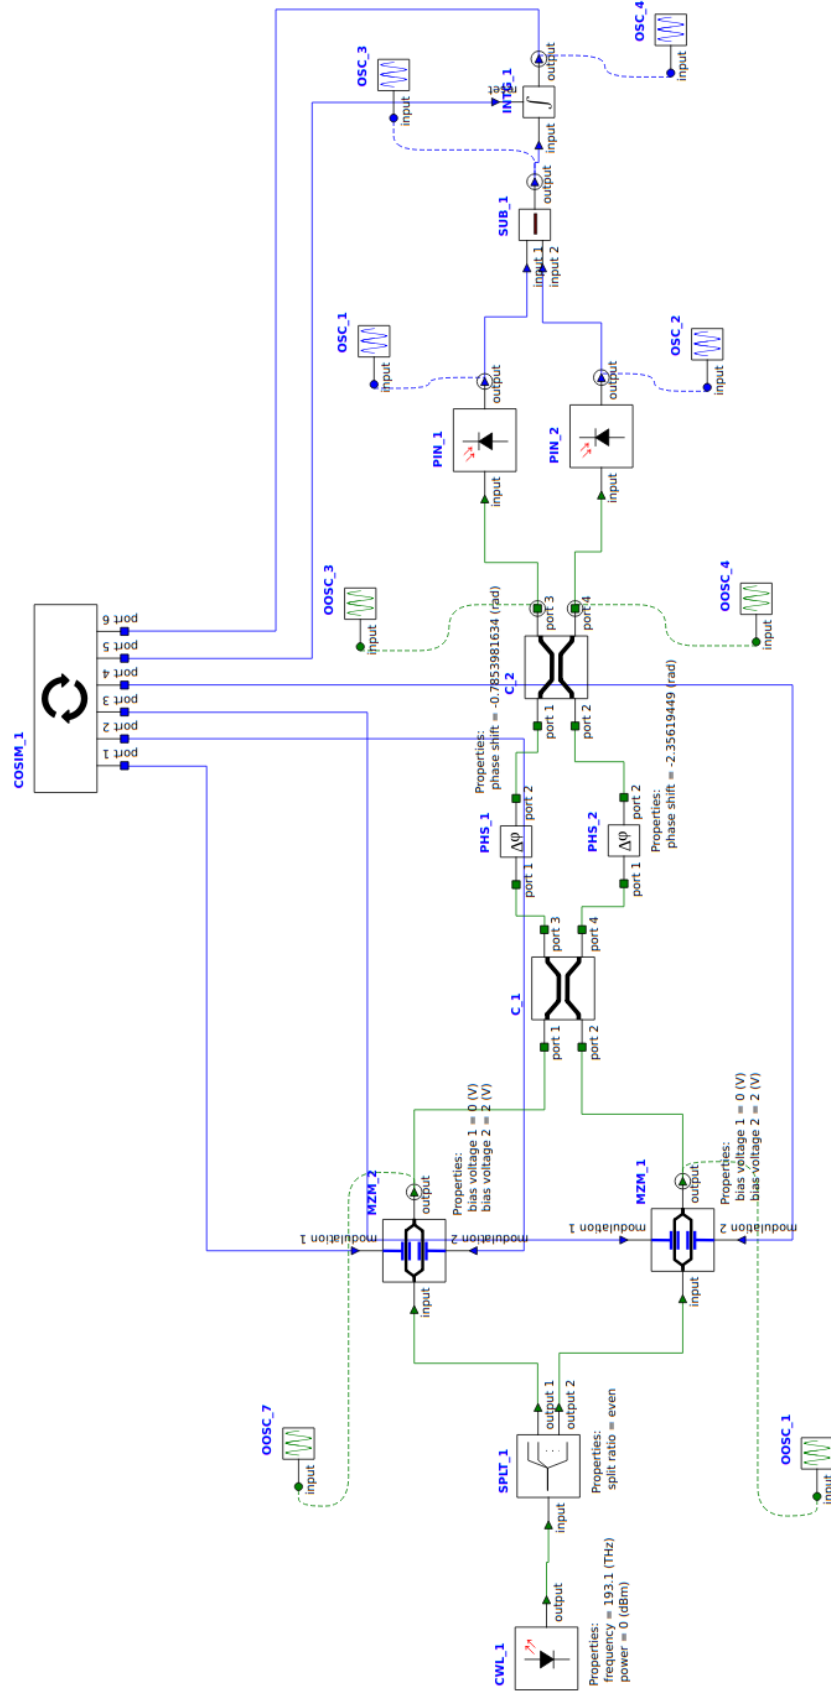 CWL_1
output
Properties:
frequency = 193.1 (THz)
power = 0 (dBm)
SPLT_1
input
output 1
output 2
Properties:
split ratio = even
OOSC_7
input
OOSC_1
input
MZM_2
input
modulation 1
modulation 2
output
Properties:
bias voltage 1 = 0 (V)
bias voltage 2 = 2 (V)
MZM_1
input
modulation 1
modulation 2
output
Properties:
bias voltage 1 = 0 (V)
bias voltage 2 = 2 (V)
C_1
port 1
port 2
port 3
port 4
COSIM_1
port 1
port 2
port 3
port 4
port 5
port 6
PHS_1
port 1
Δφ
port 2
Properties:
phase shift = -0.7853981634 (rad)
PHS_2
port 1
Δφ
port 2
Properties:
phase shift = -2.35619449 (rad)
C_2
port 1
port 2
port 3
port 4
OOSC_3
input
OOSC_4
input
PIN_1
input
output
PIN_2
input
output
OSC_1
input
OSC_2
input
SUB_1
input 1
input 2
output
OSC_3
input
INTG_1
input
reset
∫
output
OSC_4
input